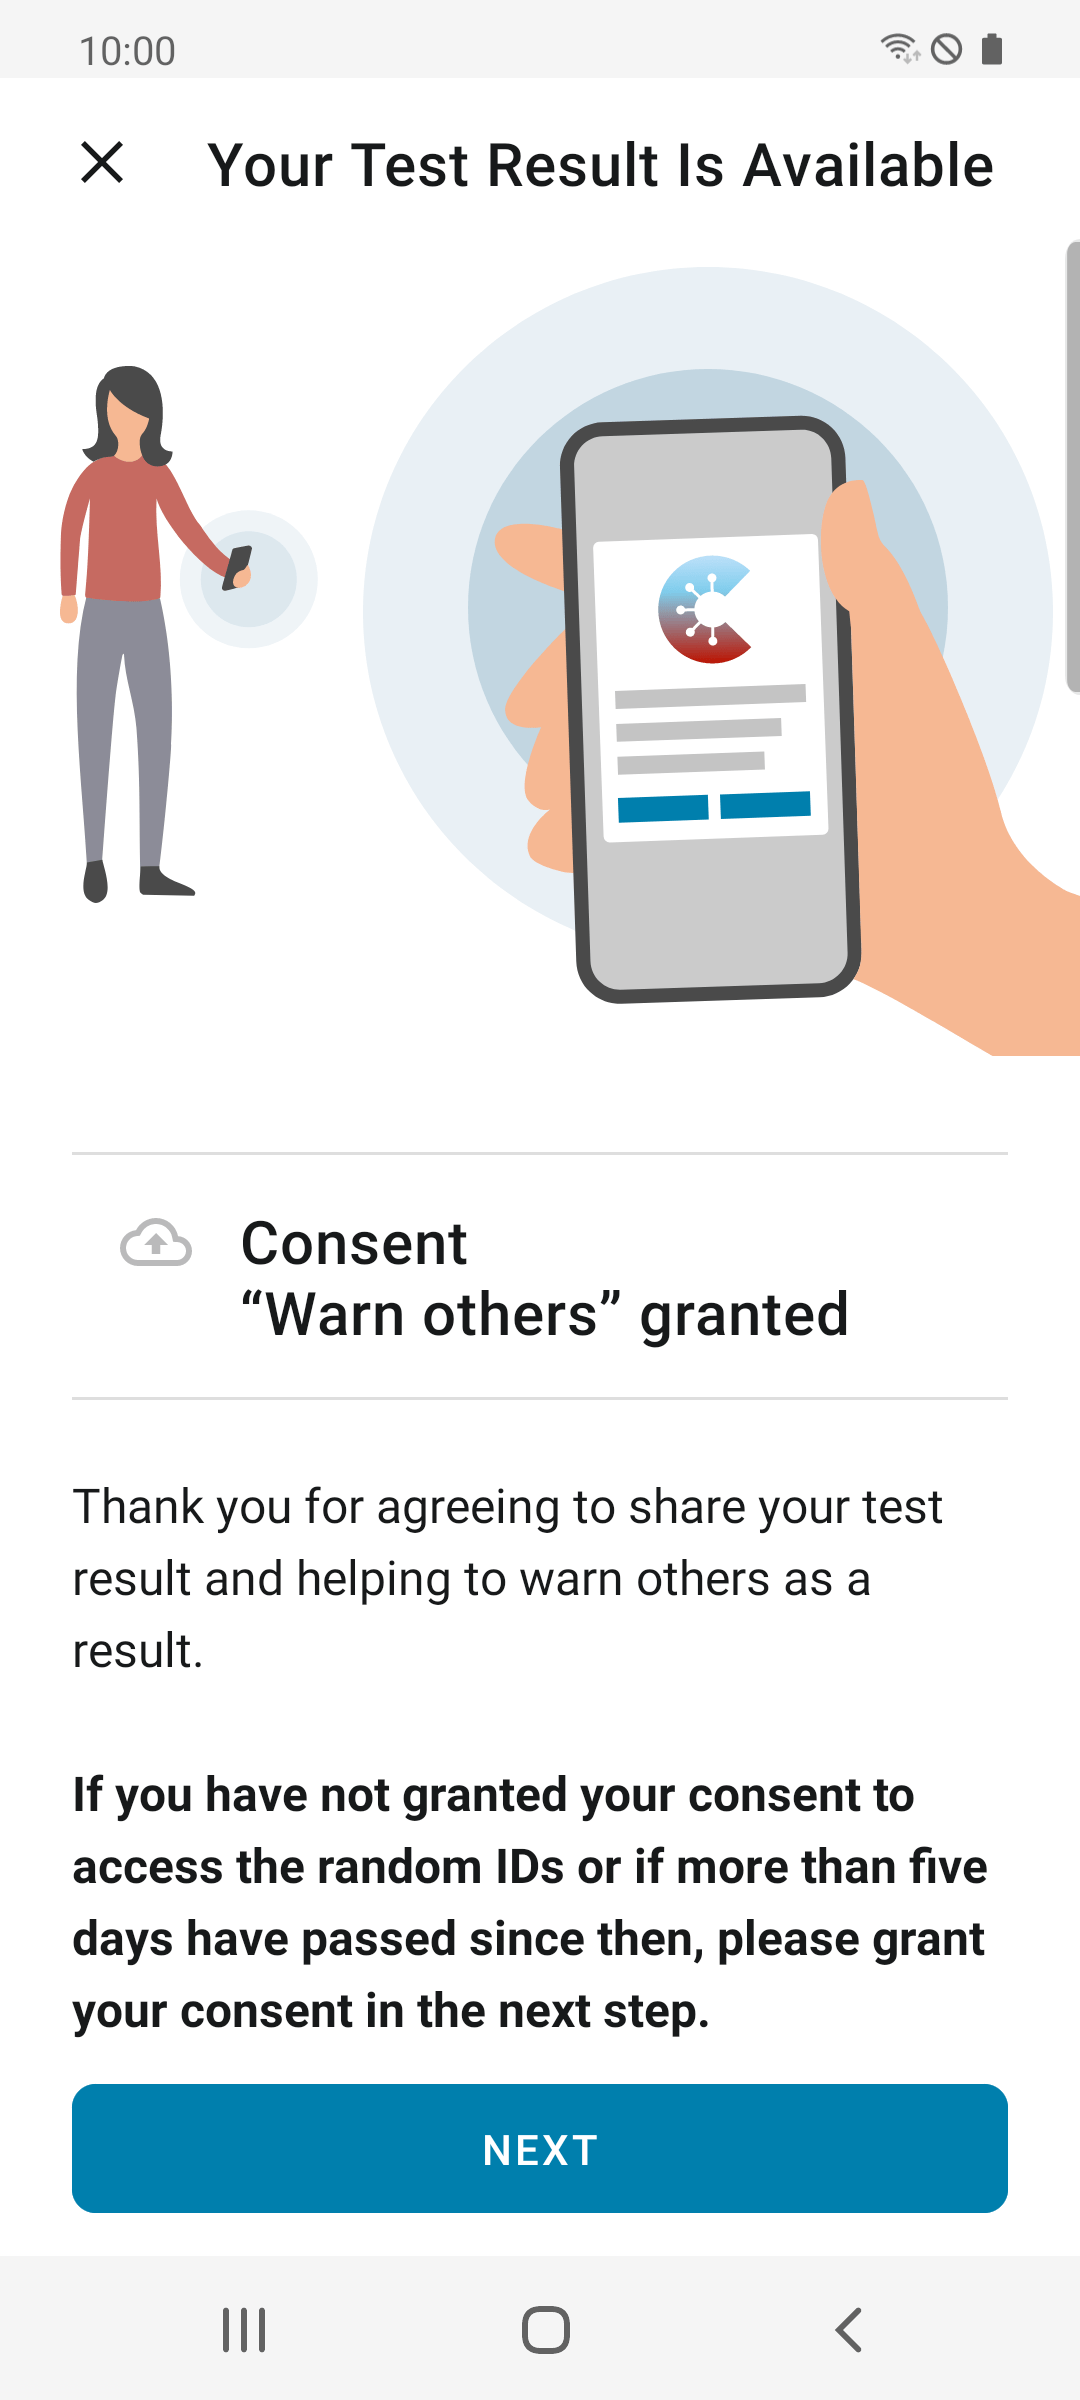 10:00
Your Test Result Is Available
Consent
“Warn others” granted
Thank you for agreeing to share your test
result and helping to warn others as a
result.
If you have not granted your consent to
access the random IDs or if more than five
days have passed since then, please grant
your consent in the next step.
NEXT